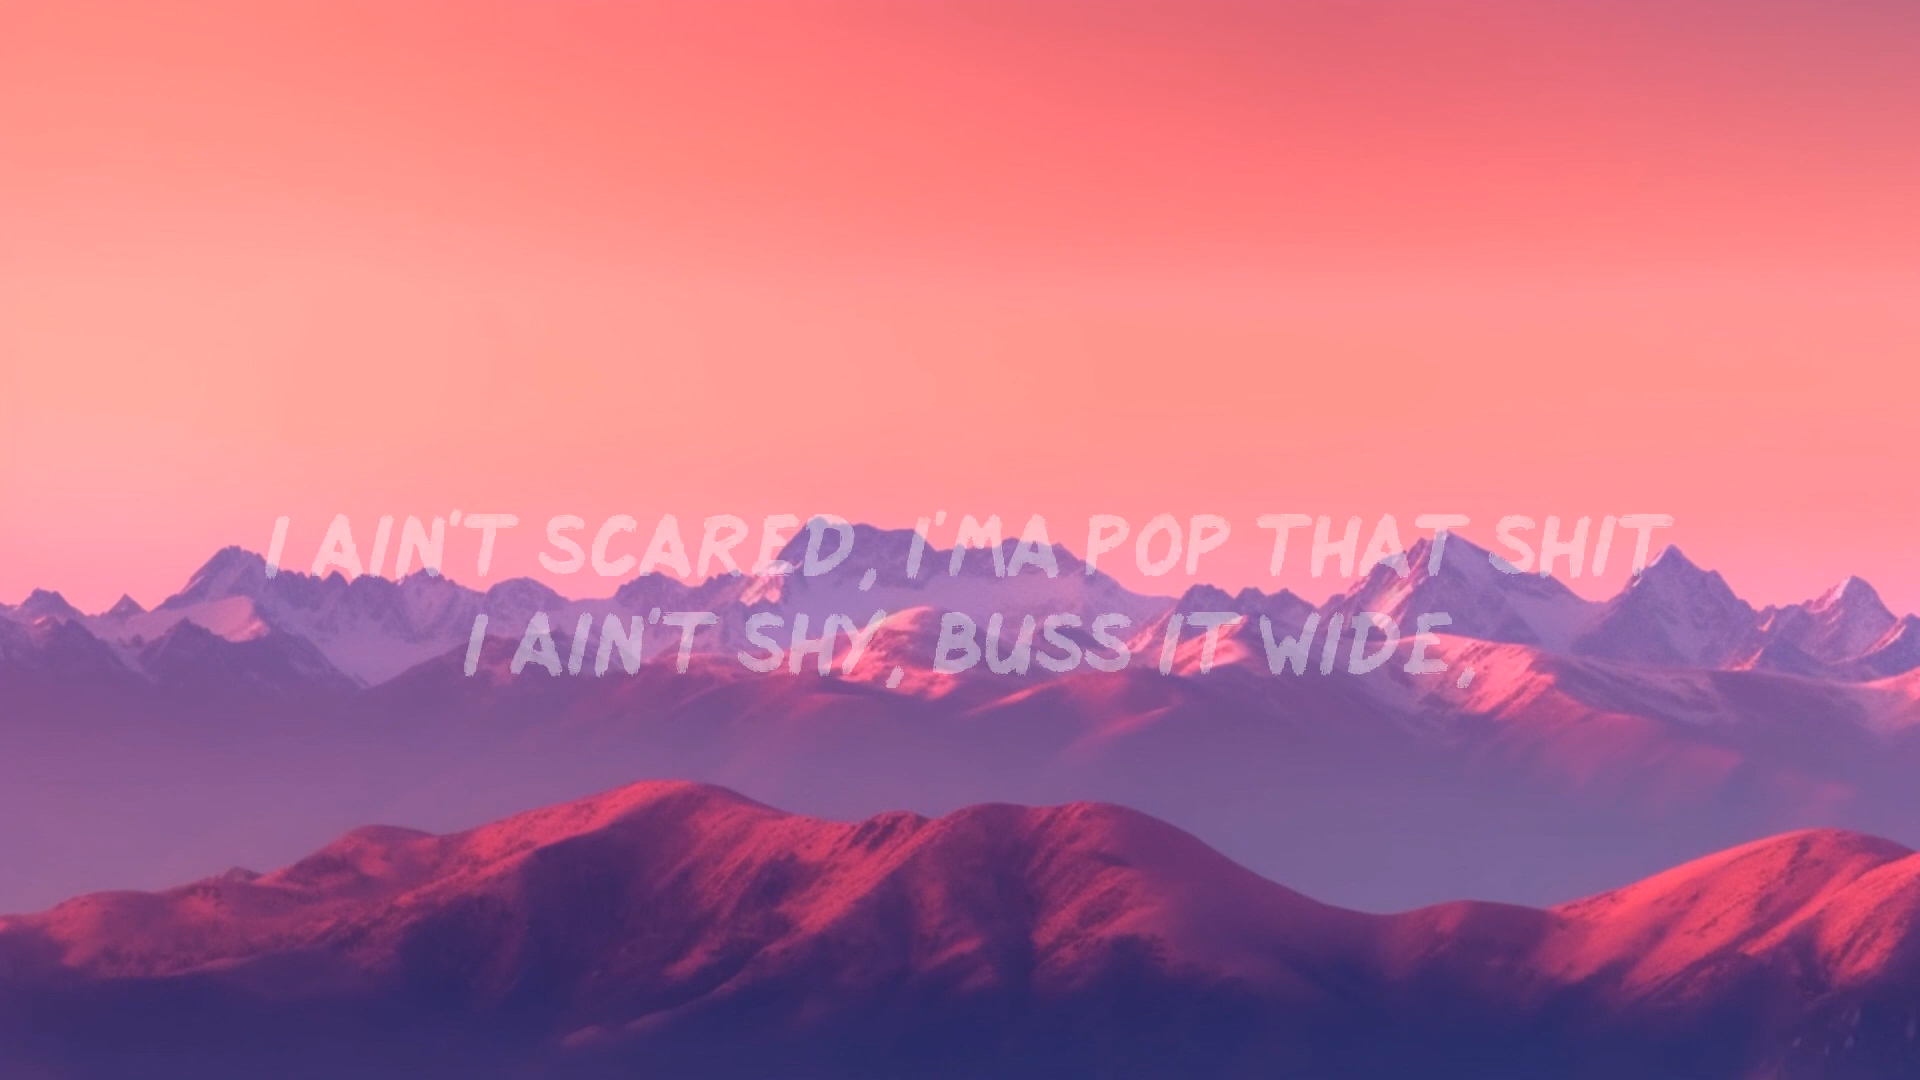 I AIN'T SCARED, I'MA POP THAT SHIT
I AIN'T SHY, BUSS IT WIDE,